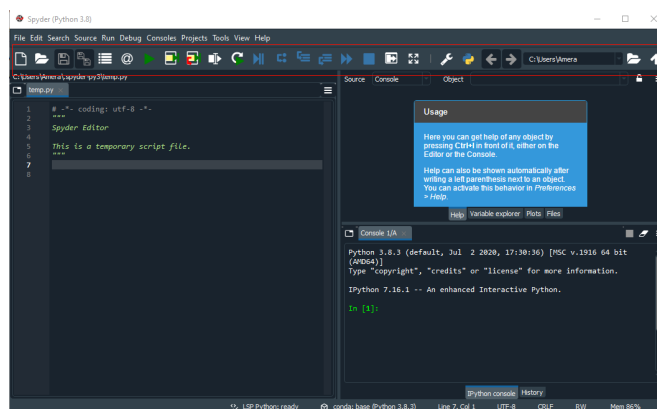 Spyder (Python 3.8)
File Edit Search Source Run Debug Consoles Projects Tools View Help
C:\Users\Amera
C:\Users\Amera\.spyder-py3\temp.py
temp.py
1 # -*- coding: utf-8 -*-
2 """
3 Spyder Editor
4
5 This is a temporary script file.
6 """
7
8
Source Console Object
Usage
Here you can get help of any object by
pressing Ctrl+I in front of it, either on the
Editor or the Console.
Help can also be shown automatically after
writing a left parenthesis next to an object.
You can activate this behavior in Preferences
> Help.
Help Variable explorer Plots Files
Console 1/A
Python 3.8.3 (default, Jul 2 2020, 17:30:36) [MSC v.1916 64 bit
(AMD64)]
Type "copyright", "credits" or "license" for more information.
IPython 7.16.1 -- An enhanced Interactive Python.
In [1]:
IPython console History
LSP Python: ready conda: base (Python 3.8.3) Line 7, Col 1 UTF-8 CRLF RW Mem 86%